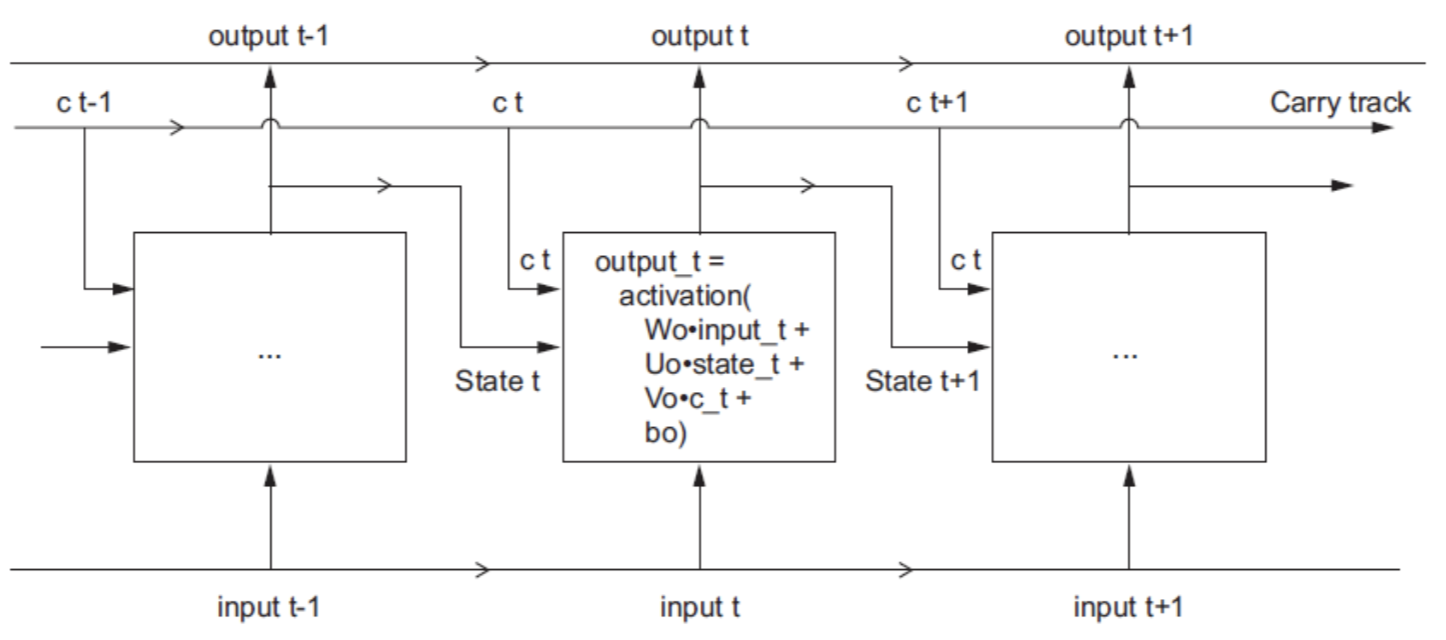 output t-1
output t
output t+1
c t-1
c t
c t+1
Carry track
c t
output_t =
activation(
Wo•input_t +
Uo•state_t +
Vo•c_t +
bo)
c t
...
...
State t
State t+1
input t-1
input t
input t+1